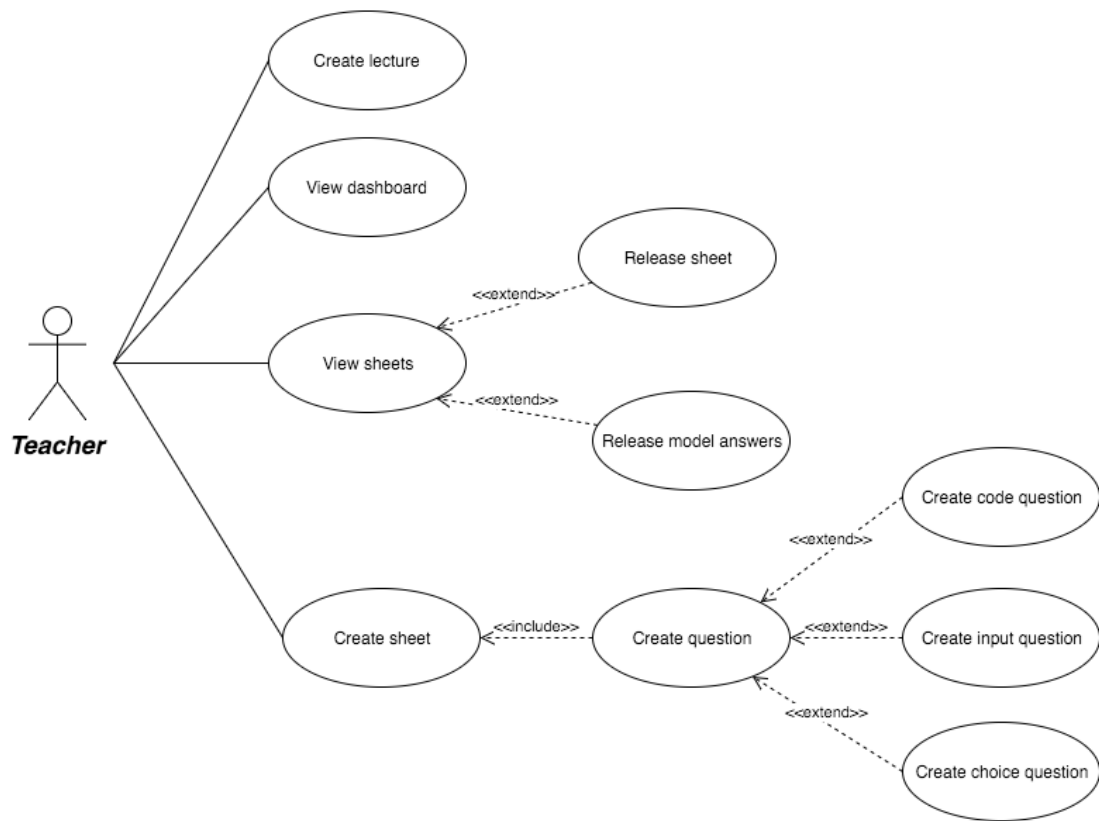 Create lecture
View dashboard
Release sheet
<<extend>>
View sheets
<<extend>>
Release model answers
Teacher
Create code question
<<extend>>
Create sheet
<<include>>
Create question
<<extend>>
Create input question
<<extend>>
Create choice question